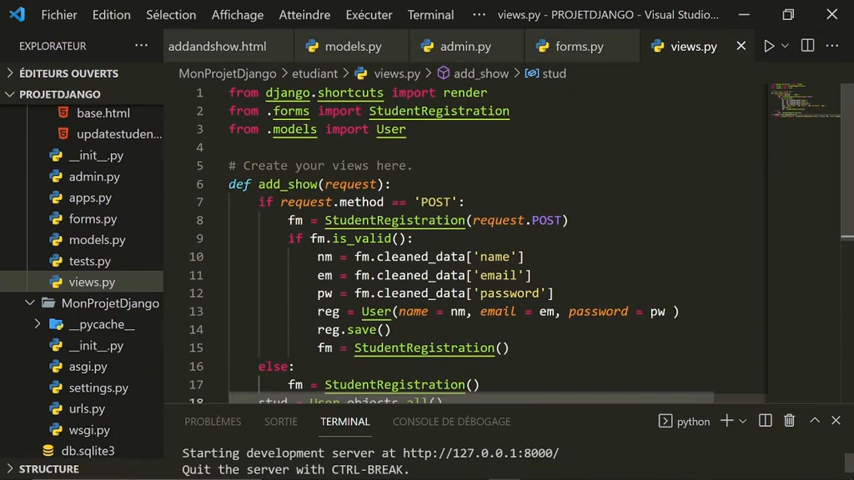 Fichier Edition Sélection Affichage Atteindre Exécuter Terminal ··· views.py - PROJETDJANGO - Visual Studio...
EXPLORATEUR ···
addandshow.html models.py admin.py forms.py views.py
ÉDITEURS OUVERTS
MonProjetDjango > etudiant > views.py > add_show > stud
PROJETDJANGO
base.html
updatestuden...
__init__.py
admin.py
apps.py
forms.py
models.py
tests.py
views.py
MonProjetDjango
__pycache__
__init__.py
asgi.py
settings.py
urls.py
wsgi.py
db.sqlite3
STRUCTURE
1 from django.shortcuts import render
2 from .forms import StudentRegistration
3 from .models import User
4
5 # Create your views here.
6 def add_show(request):
7 if request.method == 'POST':
8 fm = StudentRegistration(request.POST)
9 if fm.is_valid():
10 nm = fm.cleaned_data['name']
11 em = fm.cleaned_data['email']
12 pw = fm.cleaned_data['password']
13 reg = User(name = nm, email = em, password = pw )
14 reg.save()
15 fm = StudentRegistration()
16 else:
17 fm = StudentRegistration()
18 stud = User.objects.all()
PROBLÈMES SORTIE TERMINAL CONSOLE DE DÉBOGAGE python
Starting development server at http://127.0.0.1:8000/
Quit the server with CTRL-BREAK.